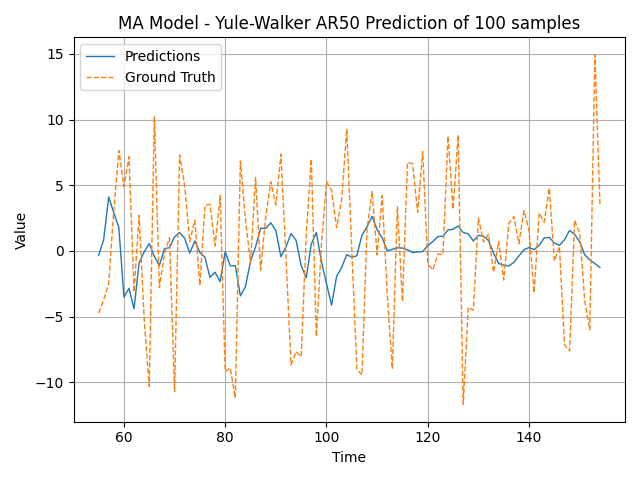 MA Model - Yule-Walker AR50 Prediction of 100 samples
Predictions
Ground Truth
15
10
5
0
−5
−10
Value
60 80 100 120 140
Time